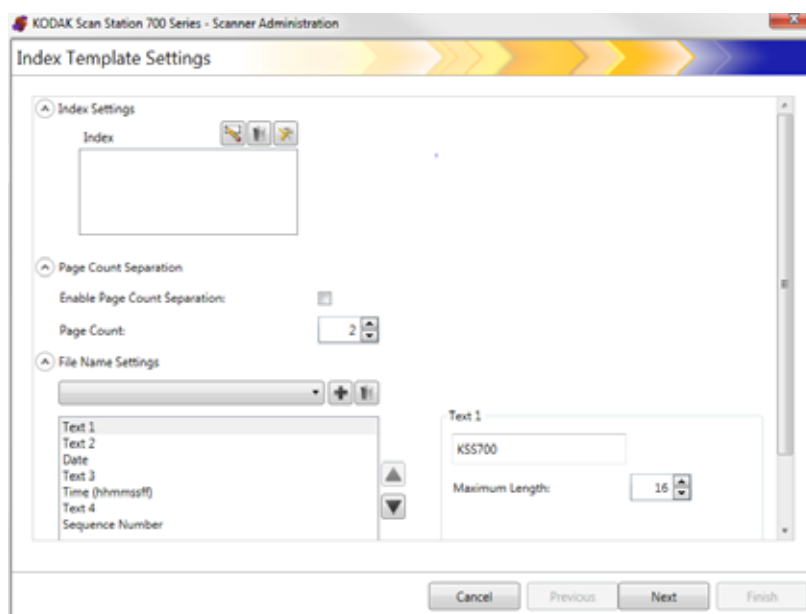 KODAK Scan Station 700 Series - Scanner Administration
Index Template Settings
Index Settings
Index
Page Count Separation
Enable Page Count Separation:
Page Count:
2
File Name Settings
Text 1
Text 2
Date
Text 3
Time (hhmmssff)
Text 4
Sequence Number
Text 1
KSS700
Maximum Length:
16
Cancel
Previous
Next
Finish